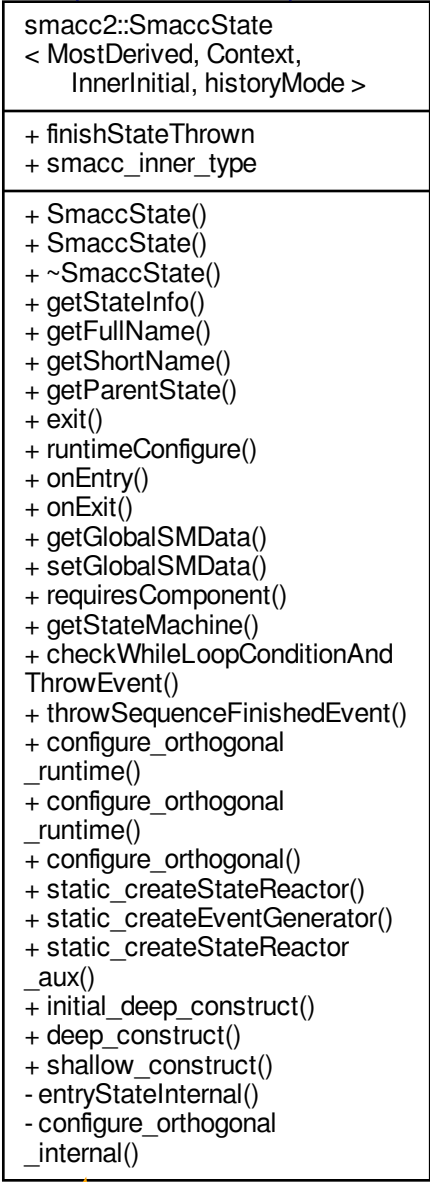 smacc2::SmaccState
< MostDerived, Context,
InnerInitial, historyMode >
+ finishStateThrown
+ smacc_inner_type
+ SmaccState()
+ SmaccState()
+ ~SmaccState()
+ getStateInfo()
+ getFullName()
+ getShortName()
+ getParentState()
+ exit()
+ runtimeConfigure()
+ onEntry()
+ onExit()
+ getGlobalSMData()
+ setGlobalSMData()
+ requiresComponent()
+ getStateMachine()
+ checkWhileLoopConditionAnd
ThrowEvent()
+ throwSequenceFinishedEvent()
+ configure_orthogonal
_runtime()
+ configure_orthogonal
_runtime()
+ configure_orthogonal()
+ static_createStateReactor()
+ static_createEventGenerator()
+ static_createStateReactor
_aux()
+ initial_deep_construct()
+ deep_construct()
+ shallow_construct()
- entryStateInternal()
- configure_orthogonal
_internal()